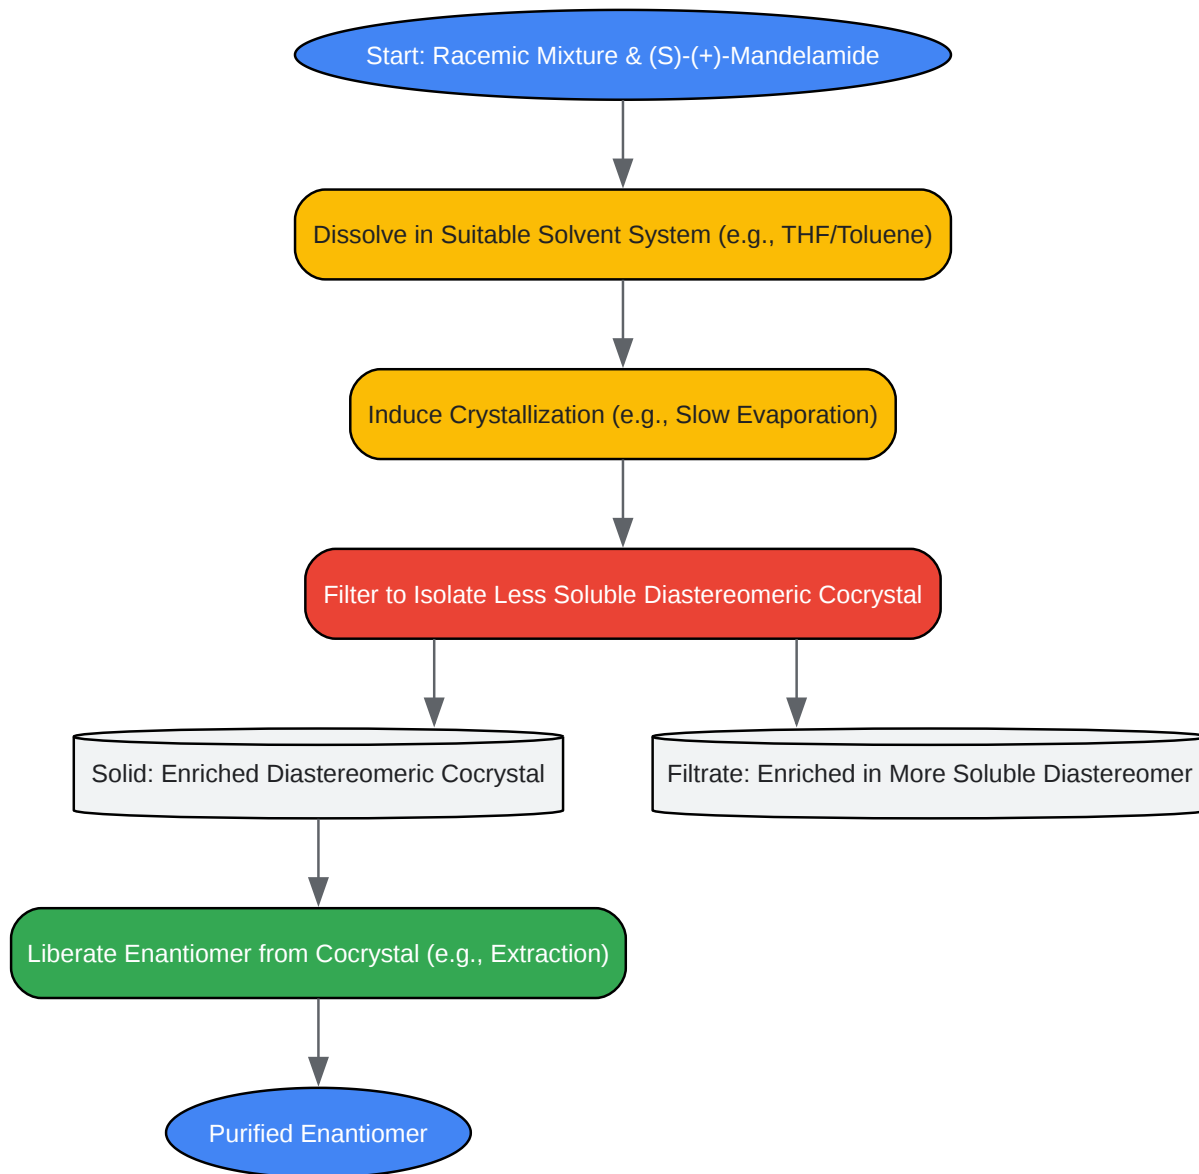 Start: Racemic Mixture & (S)-(+)-Mandelamide
Dissolve in Suitable Solvent System (e.g., THF/Toluene)
Induce Crystallization (e.g., Slow Evaporation)
Filter to Isolate Less Soluble Diastereomeric Cocrystal
Solid: Enriched Diastereomeric Cocrystal
Filtrate: Enriched in More Soluble Diastereomer
Liberate Enantiomer from Cocrystal (e.g., Extraction)
Purified Enantiomer